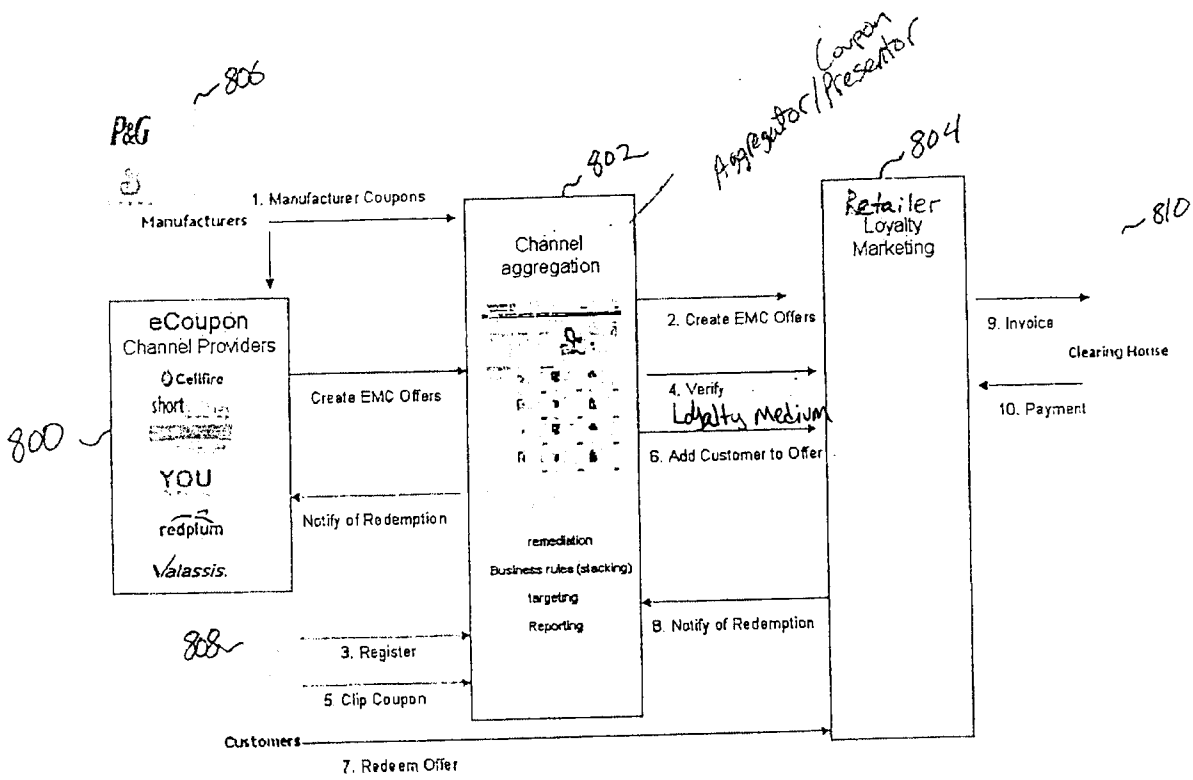 806
P&G
Manufacturers
1. Manufacturer Coupons
802
Coupon
Aggregator/Presentor
804
810
Channel
aggregation
Retailer
Loyalty
Marketing
eCoupon
Channel Providers
Cellfire
short
YOU
redplum
Valassis.
800
Create EMC Offers
Notify of Redemption
2. Create EMC Offers
4. Verify
Loyalty Medium
6. Add Customer to Offer
9. Invoice
Clearing House
10. Payment
remediation
Business rules (stacking)
targeting
Reporting
8. Notify of Redemption
808
3. Register
5. Clip Coupon
Customers
7. Redeem Offer